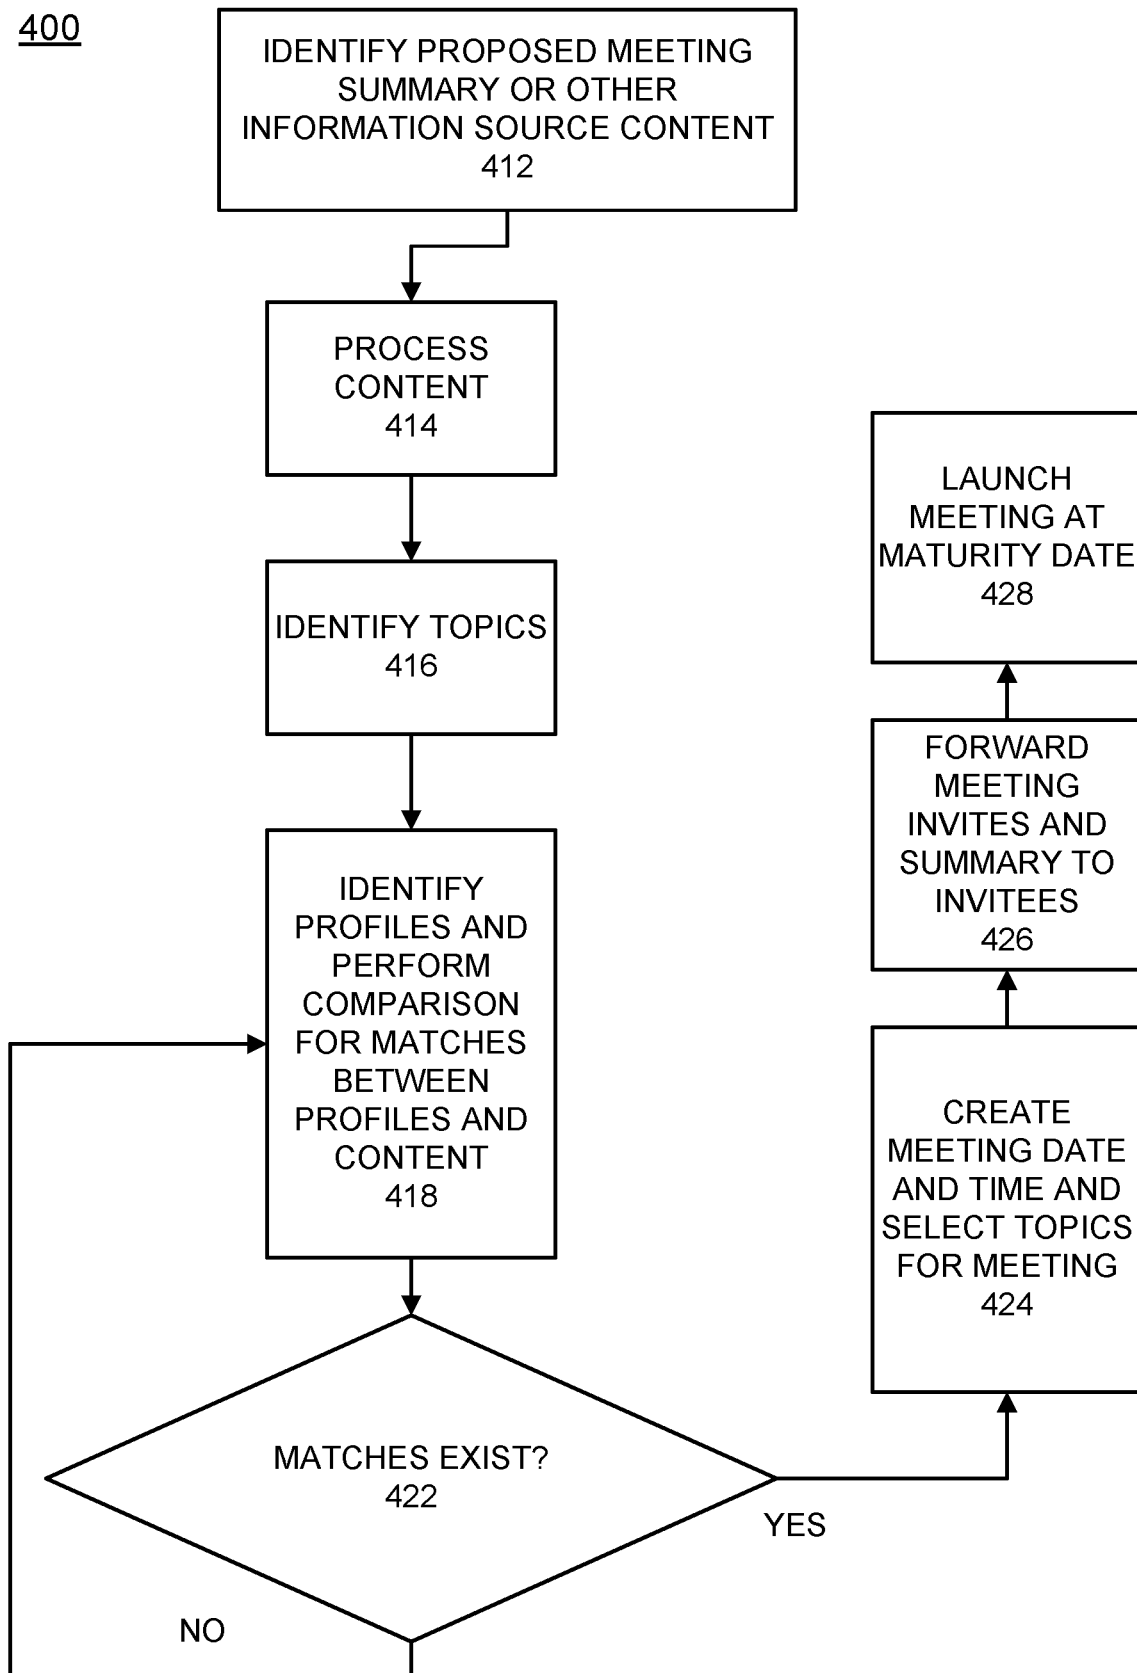 400
IDENTIFY PROPOSED MEETING
SUMMARY OR OTHER
INFORMATION SOURCE CONTENT
412
PROCESS
CONTENT
414
IDENTIFY TOPICS
416
IDENTIFY
PROFILES AND
PERFORM
COMPARISON
FOR MATCHES
BETWEEN
PROFILES AND
CONTENT
418
MATCHES EXIST?
422
NO
YES
CREATE
MEETING DATE
AND TIME AND
SELECT TOPICS
FOR MEETING
424
FORWARD
MEETING
INVITES AND
SUMMARY TO
INVITEES
426
LAUNCH
MEETING AT
MATURITY DATE
428